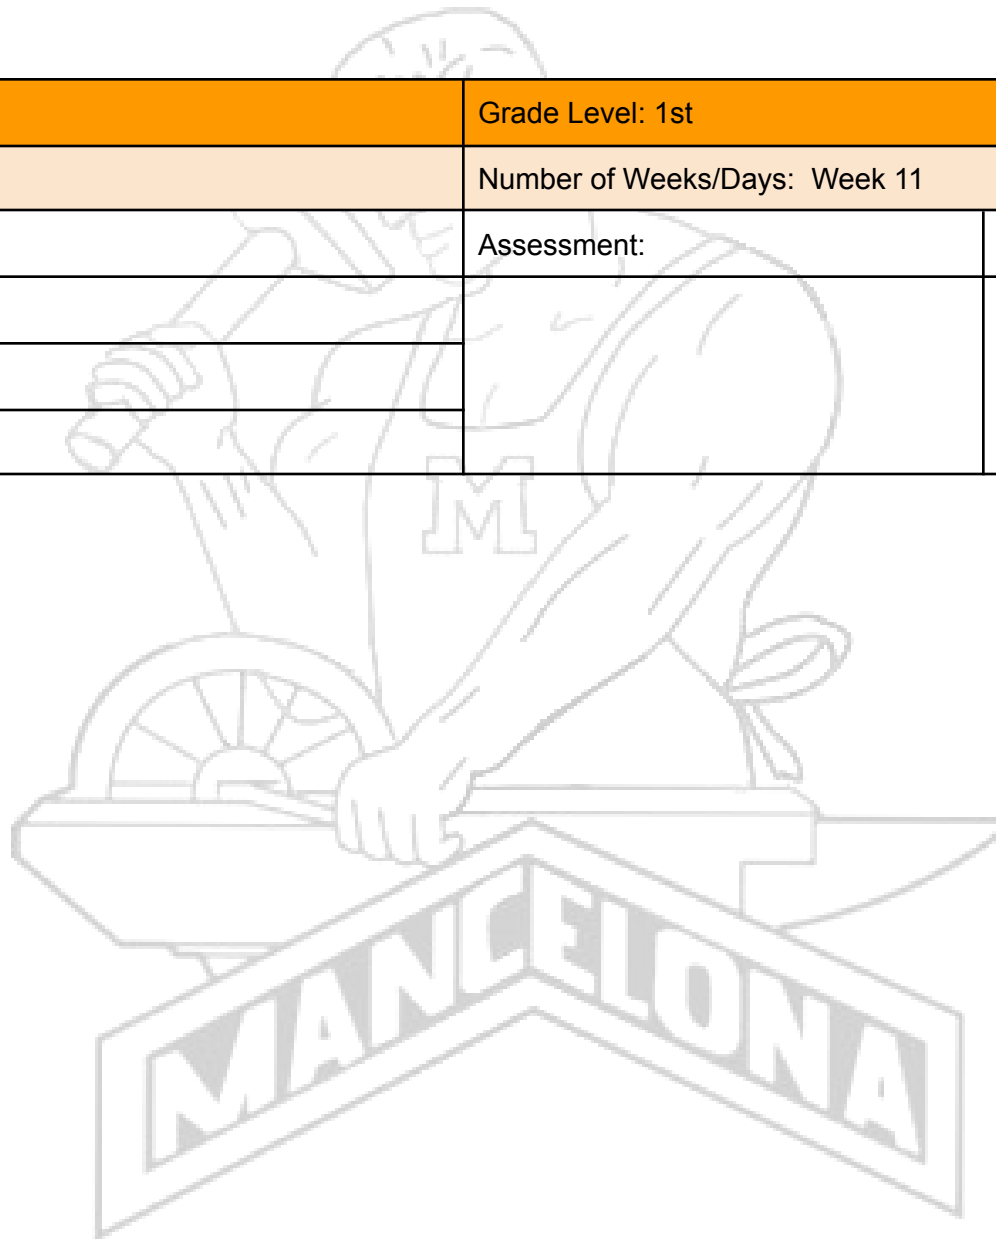 Grade Level: 1st
Number of Weeks/Days: Week 11
Assessment:
M
MANCELONA